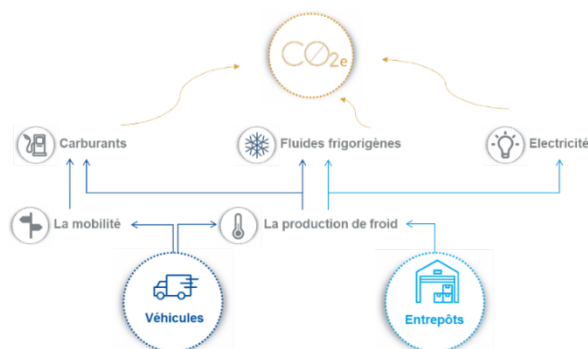 CO2e
Carburants
Fluides frigorigènes
Electricité
La mobilité
La production de froid
Véhicules
Entrepôts